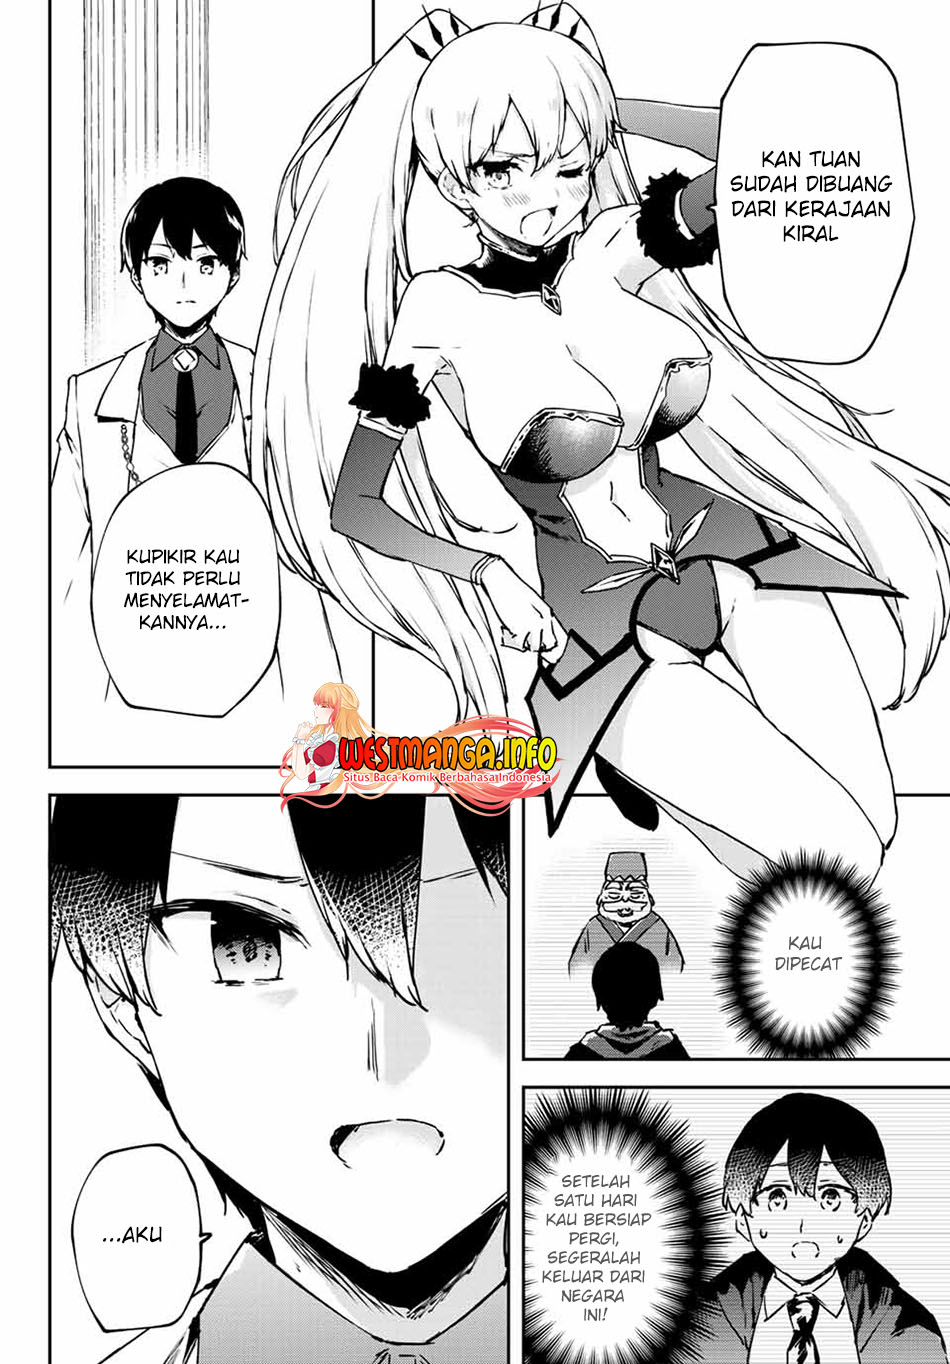 KAN TUAN
SUDAH DIBUANG
DARI KERAJAAN
KIRAL
KUPIKIR KAU
TIDAK PERLU
MENYELAMAT-
KANNYA...
WESTMANGA.INFO
Situs Baca Komik Berbahasa Indonesia
KAU
DIPECAT
...AKU
SETELAH
SATU HARI
KAU BERSIAP
PERGI,
SEGERALAH
KELUAR DARI
NEGARA
INI!